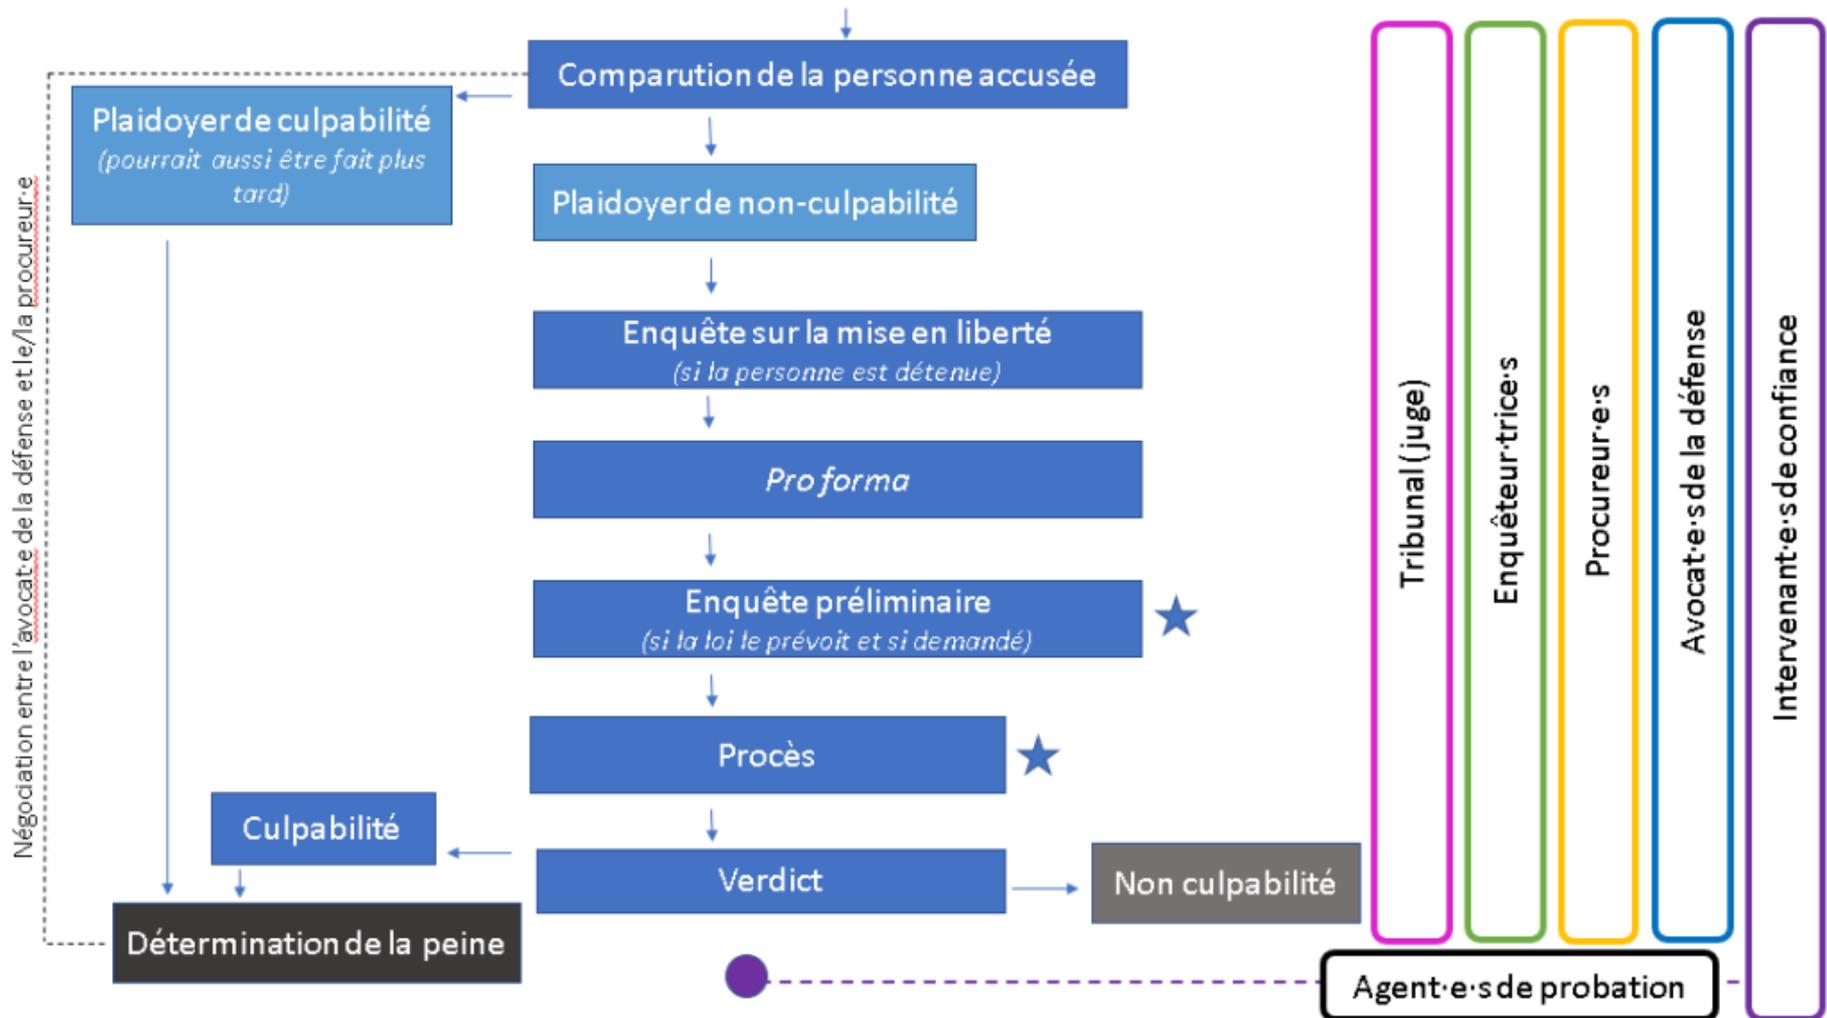 Comparution de la personne accusée
Plaidoyer de culpabilité
(pourrait aussi être fait plus
tard)
Plaidoyer de non-culpabilité
Enquête sur la mise en liberté
(si la personne est détenue)
Pro forma
Enquête préliminaire
(si la loi le prévoit et si demandé)
Procès
Culpabilité
Verdict
Non culpabilité
Détermination de la peine
Négociation entre l'avocat·e de la défense et le/la procureur·e
Tribunal (juge)
Enquêteur·trice·s
Procureur·e·s
Avocat·e·s de la défense
Intervenant·e·s de confiance
Agent·e·s de probation